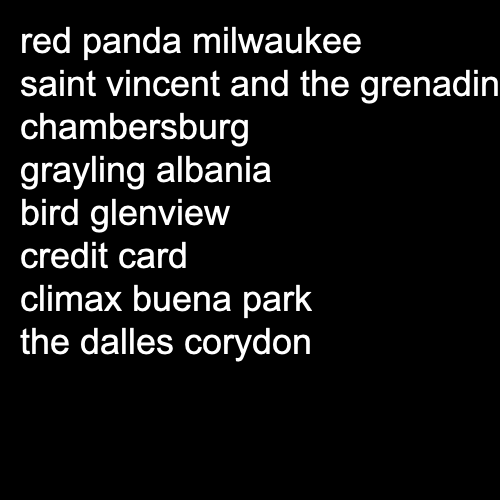 red panda milwaukee
saint vincent and the grenadin
chambersburg
grayling albania
bird glenview
credit card
climax buena park
the dalles corydon